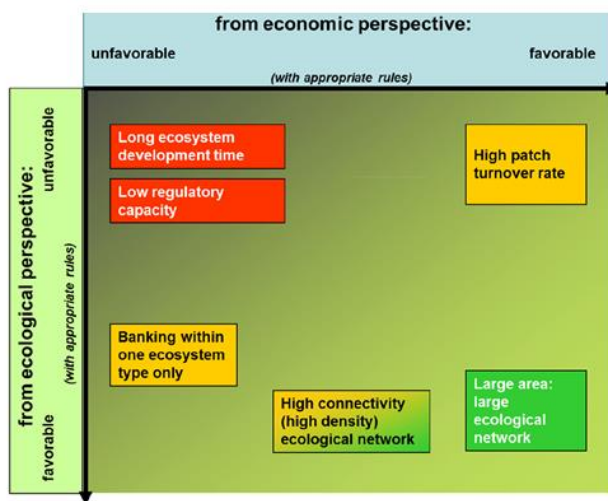 from economic perspective:
unfavorable
favorable
(with appropriate rules)
from ecological perspective:
(with appropriate rules)
unfavorable
favorable
Long ecosystem
development time
Low regulatory
capacity
High patch
turnover rate
Banking within
one ecosystem
type only
High connectivity
(high density)
ecological network
Large area:
large
ecological
network